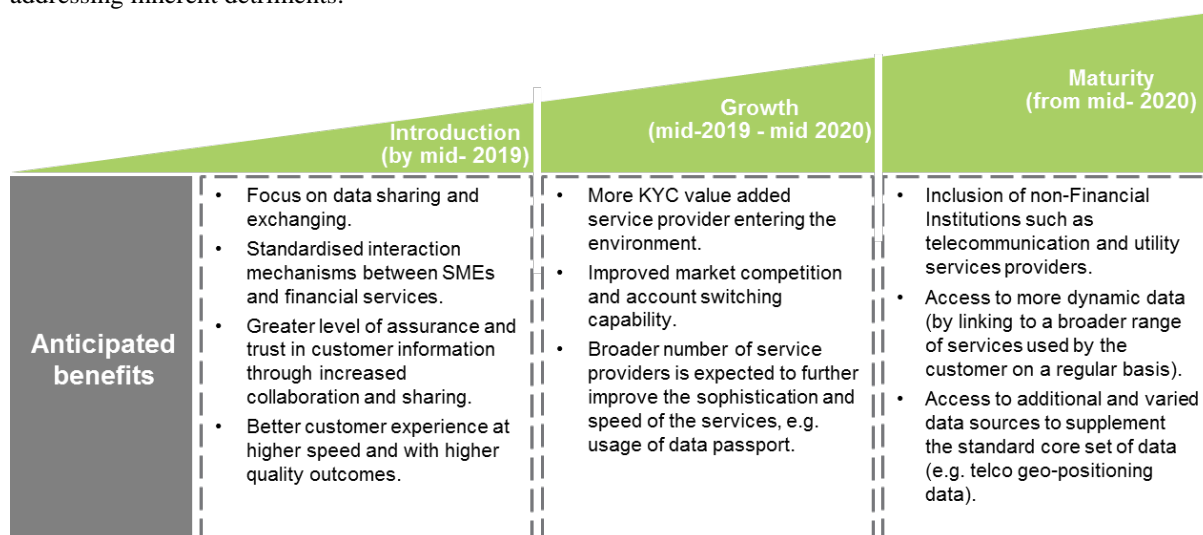 addressing inherent detriments.
Introduction
(by mid- 2019)
Growth
(mid-2019 - mid 2020)
Maturity
(from mid- 2020)
Anticipated
benefits
• Focus on data sharing and
exchanging.
• Standardised interaction
mechanisms between SMEs
and financial services.
• Greater level of assurance and
trust in customer information
through increased
collaboration and sharing.
• Better customer experience at
higher speed and with higher
quality outcomes.
• More KYC value added
service provider entering the
environment.
• Improved market competition
and account switching
capability.
• Broader number of service
providers is expected to further
improve the sophistication and
speed of the services, e.g.
usage of data passport.
• Inclusion of non-Financial
Institutions such as
telecommunication and utility
services providers.
• Access to more dynamic data
(by linking to a broader range
of services used by the
customer on a regular basis).
• Access to additional and varied
data sources to supplement
the standard core set of data
(e.g. telco geo-positioning
data).